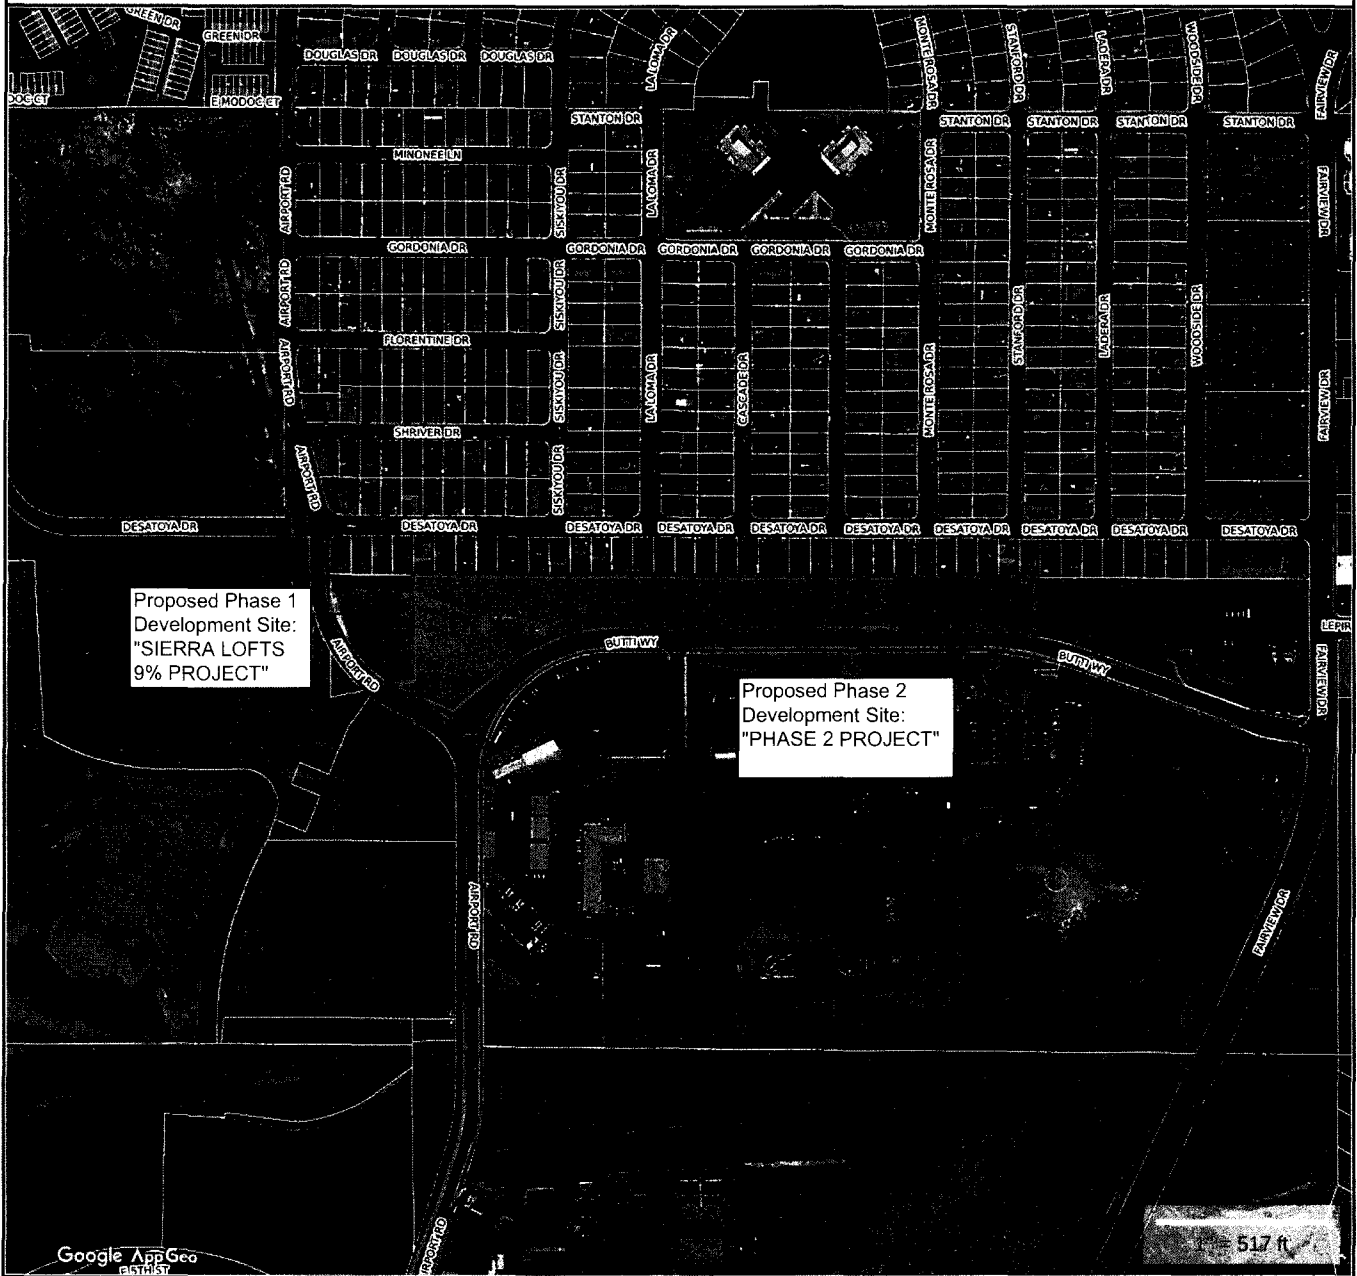 GREEN DR
GREEN DR
DOUGLAS DR DOUGLAS DR DOUGLAS DR
LA LOMA DR
MONTE ROSA DR
STANFORD DR
LADERA DR
WOODSIDE DR
FAIRVIEW DR
E MODOC CT
STANTON DR
STANTON DR STANTON DR STANTON DR STANTON DR
MINONEE LN
AIRPORT RD
SISKIYOU DR
LA LOMA DR
MONTE ROSA DR
FAIRVIEW DR
GORDONIA DR GORDONIA DR GORDONIA DR GORDONIA DR GORDONIA DR
AIRPORT RD
SISKIYOU DR
STANFORD DR
LADERA DR
WOODSIDE DR
FLORENTINE DR
AIRPORT RD
SISKIYOU DR
LA LOMA DR
CASCADE DR
MONTE ROSA DR
FAIRVIEW DR
SHRIVER DR
AIRPORT RD
SISKIYOU DR
DESATOYA DR DESATOYA DR DESATOYA DR DESATOYA DR DESATOYA DR DESATOYA DR DESATOYA DR DESATOYA DR DESATOYA DR DESATOYA DR
Proposed Phase 1
Development Site:
"SIERRA LOFTS
9% PROJECT"
AIRPORT RD
BUTTI WY
BUTTI WY
FAIRVIEW DR
Proposed Phase 2
Development Site:
"PHASE 2 PROJECT"
AIRPORT RD
FAIRVIEW DR
Google AppGeo
E 5TH ST
517 ft